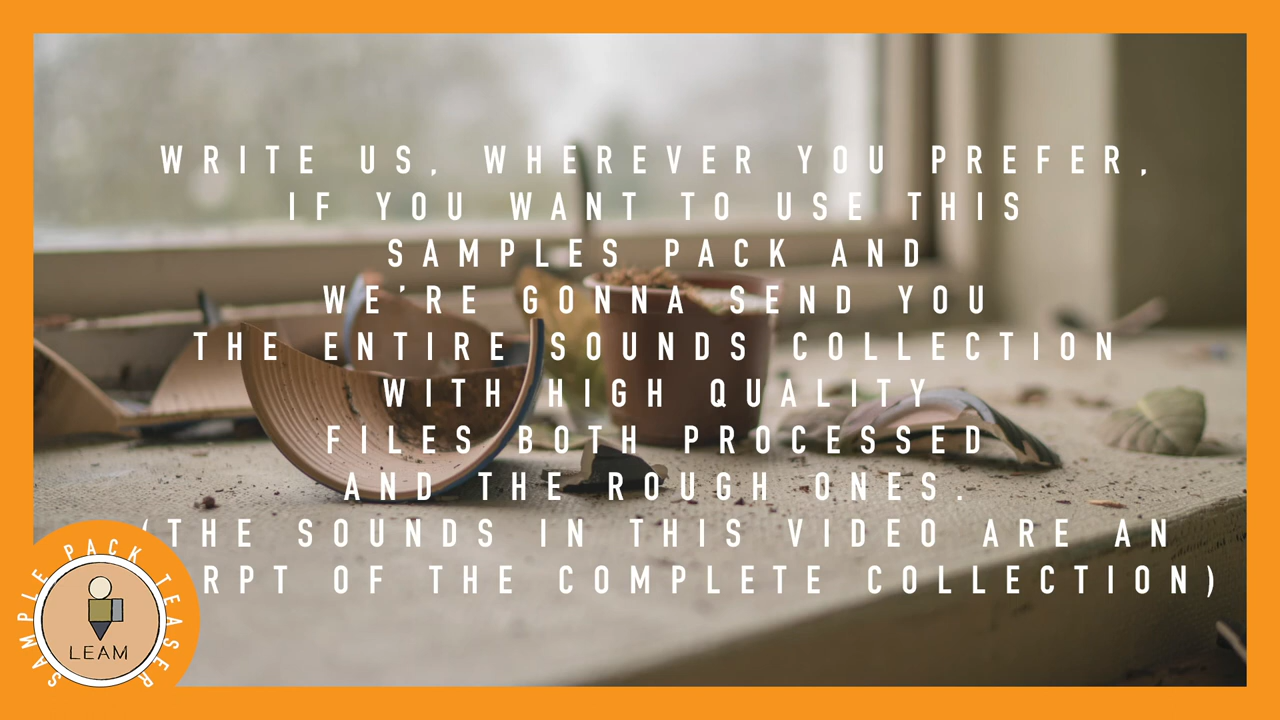 WRITE US, WHEREVER YOU PREFER,
IF YOU WANT TO USE THIS
SAMPLES PACK AND
WE'RE GONNA SEND YOU
THE ENTIRE SOUNDS COLLECTION
WITH HIGH QUALITY
FILES BOTH PROCESSED
AND THE ROUGH ONES.
(THE SOUNDS IN THIS VIDEO ARE AN
RPT OF THE COMPLETE COLLECTION)
SAMPLE PACK TEASER
LEAM